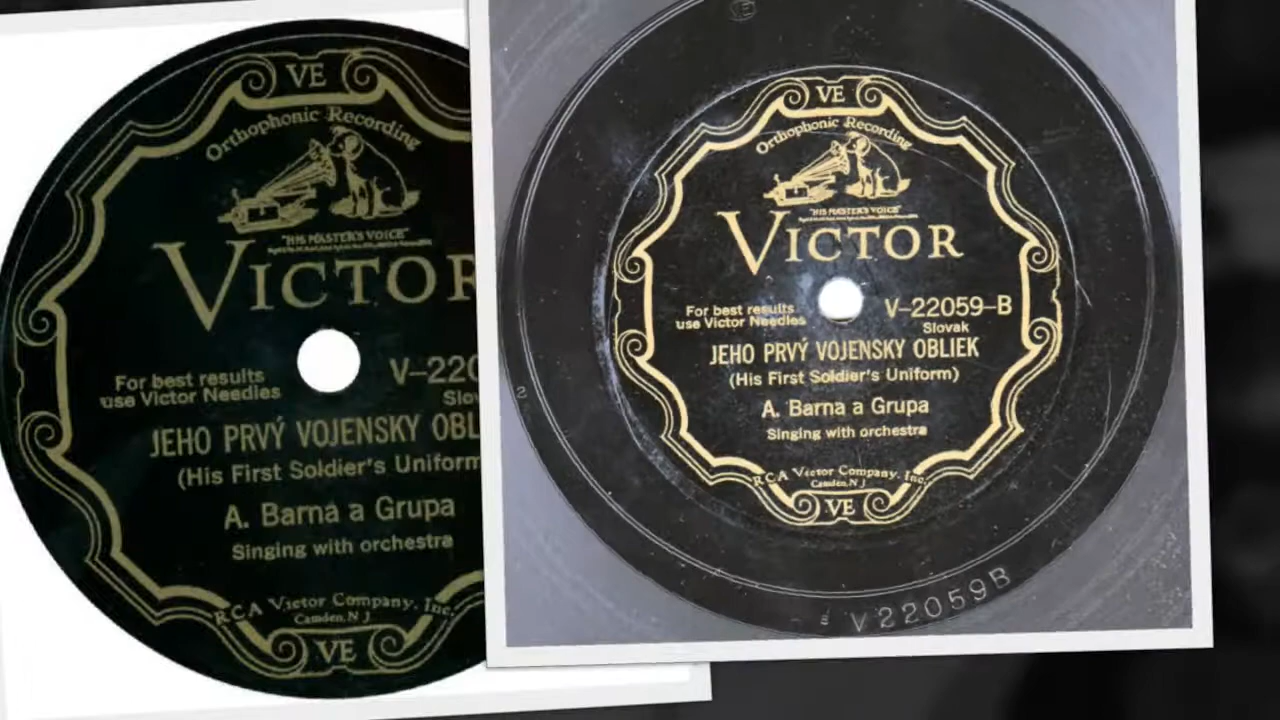 VE
Orthophonic Recording
"HIS MASTER'S VOICE"
VICTOR
For best results
use Victor Needles
V-220
Slov
JEHO PRVÝ VOJENSKY OBL
(His First Soldier's Uniform
A. Barna a Grupa
Singing with orchestra
RCA Victor Company, Inc.
Camden, N J
VE
VE
Orthophonic Recording
"HIS MASTER'S VOICE"
VICTOR
For best results
use Victor Needles
V-22059-B
Slovak
JEHO PRVÝ VOJENSKY OBLIEK
(His First Soldier's Uniform)
A. Barna a Grupa
Singing with orchestra
RCA Victor Company, Inc.
Camden, N J
VE
2
V22059B